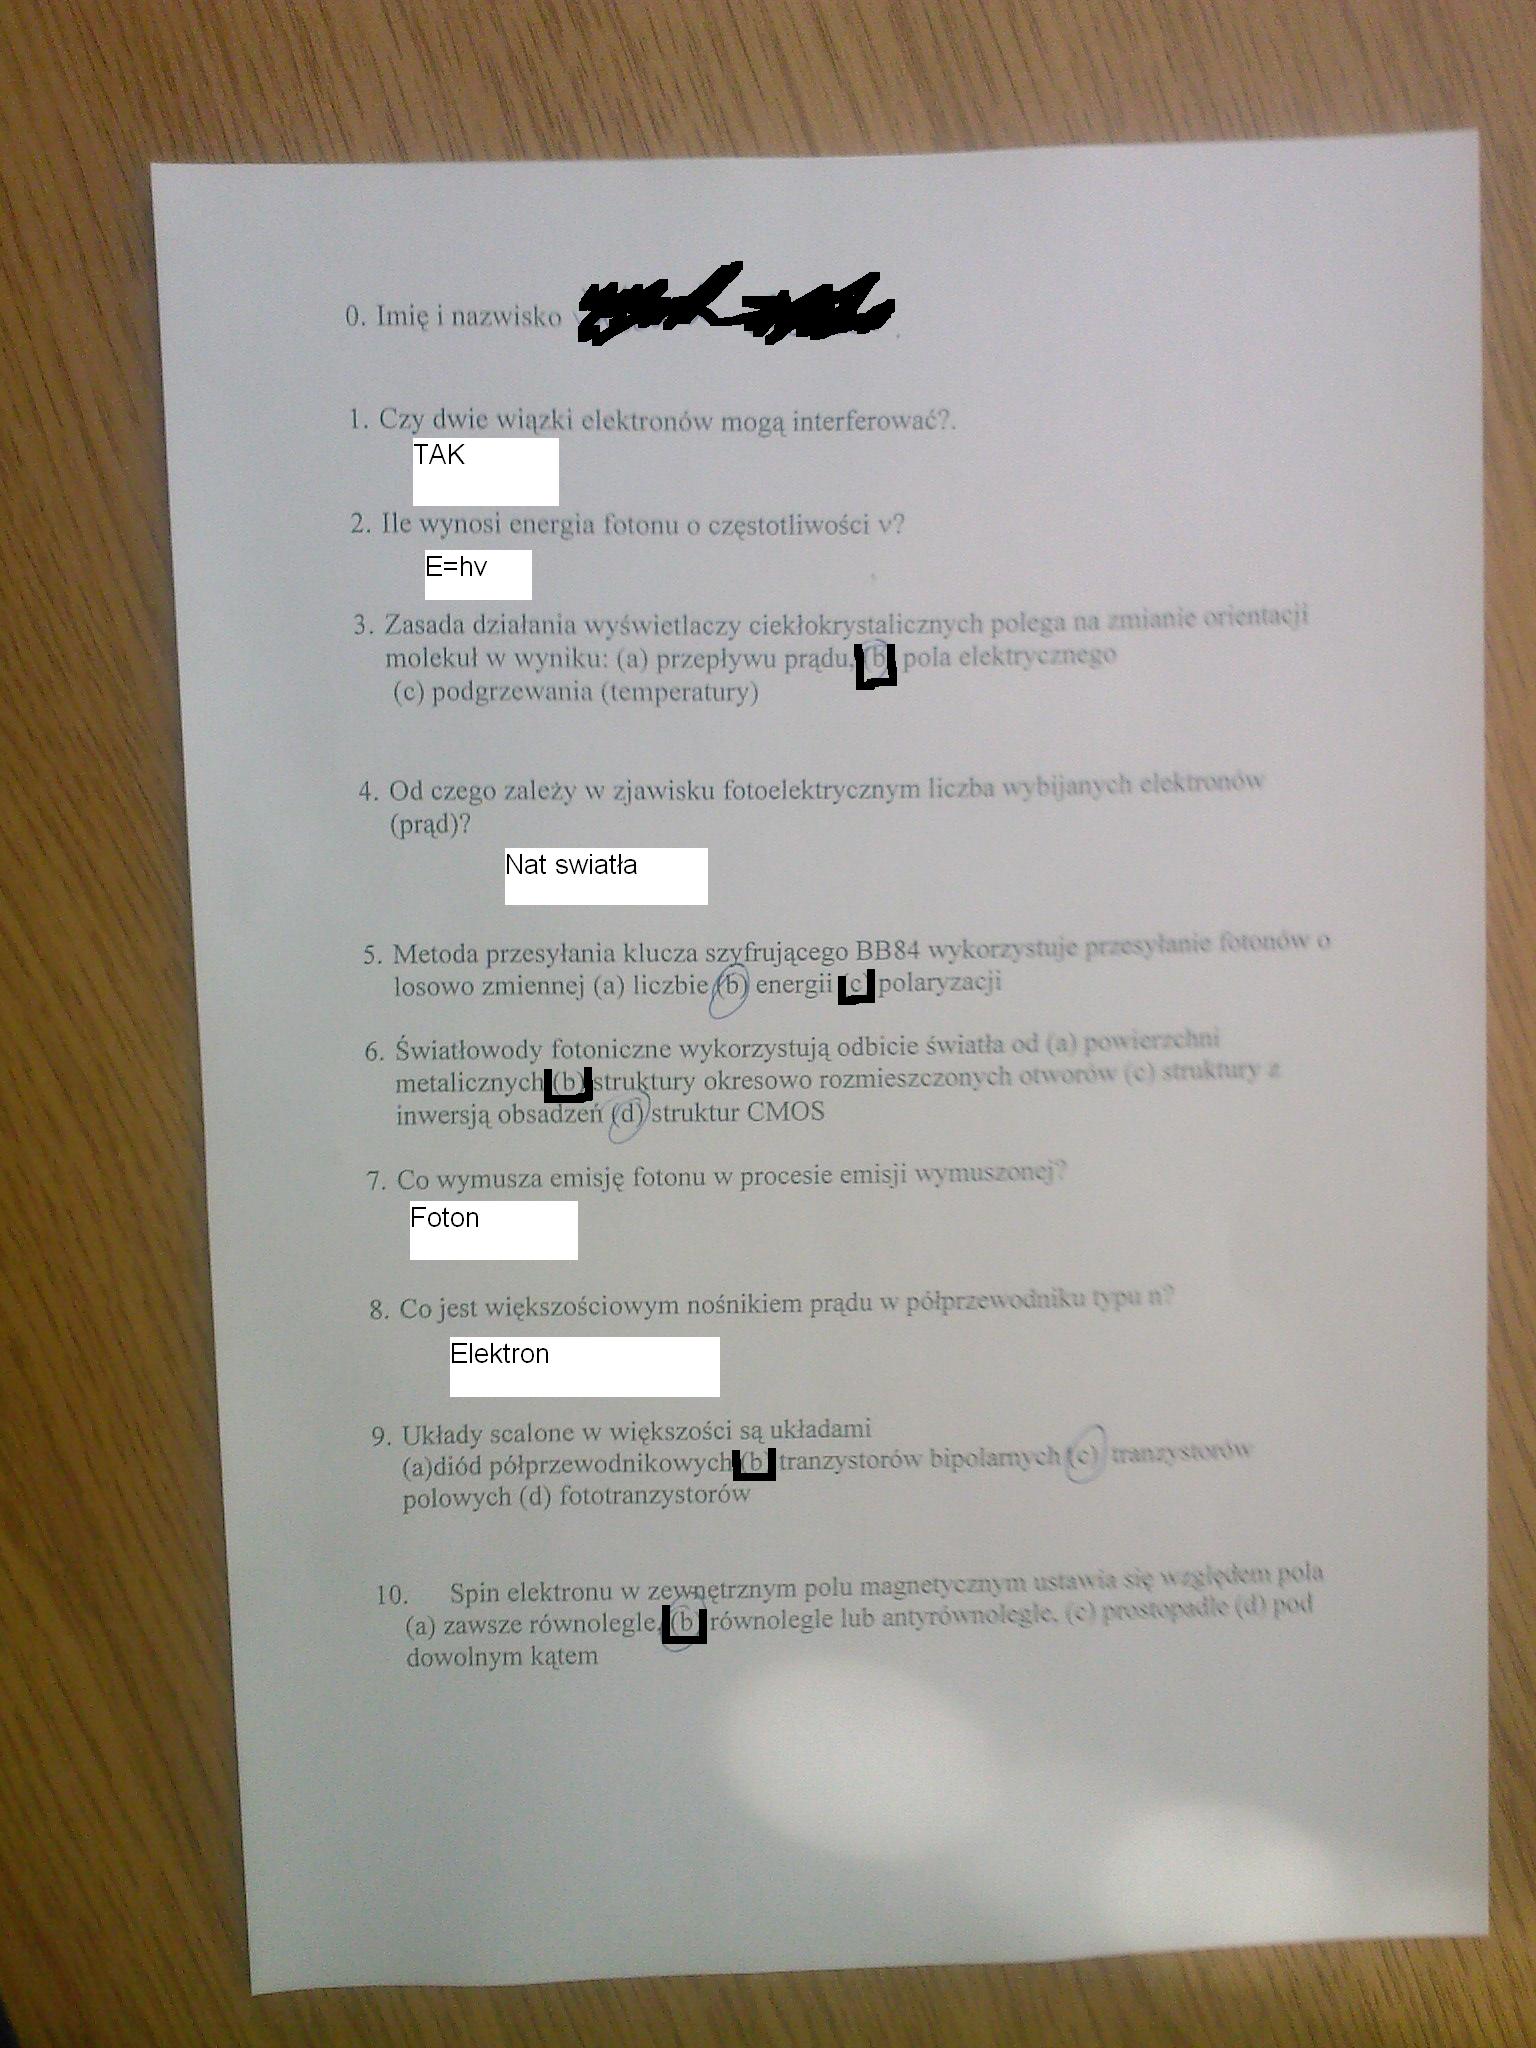 0. Imię i nazwisko
1. Czy dwie wiązki elektronów mogą interferować?.
TAK
2. Ile wynosi energia fotonu o częstotliwości ν?
E=hv
3. Zasada działania wyświetlaczy ciekłokrystalicznych polega na zmianie orientacji
molekuł w wyniku: (a) przepływu prądu, (b) pola elektrycznego
(c) podgrzewania (temperatury)
4. Od czego zależy w zjawisku fotoelektrycznym liczba wybijanych elektronów
(prąd)?
Nat swiatła
5. Metoda przesyłania klucza szyfrującego BB84 wykorzystuje przesyłanie fotonów o
losowo zmiennej (a) liczbie (b) energii (c) polaryzacji
6. Światłowody fotoniczne wykorzystują odbicie światła od (a) powierzchni
metalicznych (b) struktury okresowo rozmieszczonych otworów (c) struktury z
inwersją obsadzeń (d) struktur CMOS
7. Co wymusza emisję fotonu w procesie emisji wymuszonej?
Foton
8. Co jest większościowym nośnikiem prądu w półprzewodniku typu n?
Elektron
9. Układy scalone w większości są układami
(a)diód półprzewodnikowych (b) tranzystorów bipolarnych (c) tranzystorów
polowych (d) fototranzystorów
10. Spin elektronu w zewnętrznym polu magnetycznym ustawia się względem pola
(a) zawsze równolegle, (b) równolegle lub antyrównolegle, (c) prostopadle (d) pod
dowolnym kątem